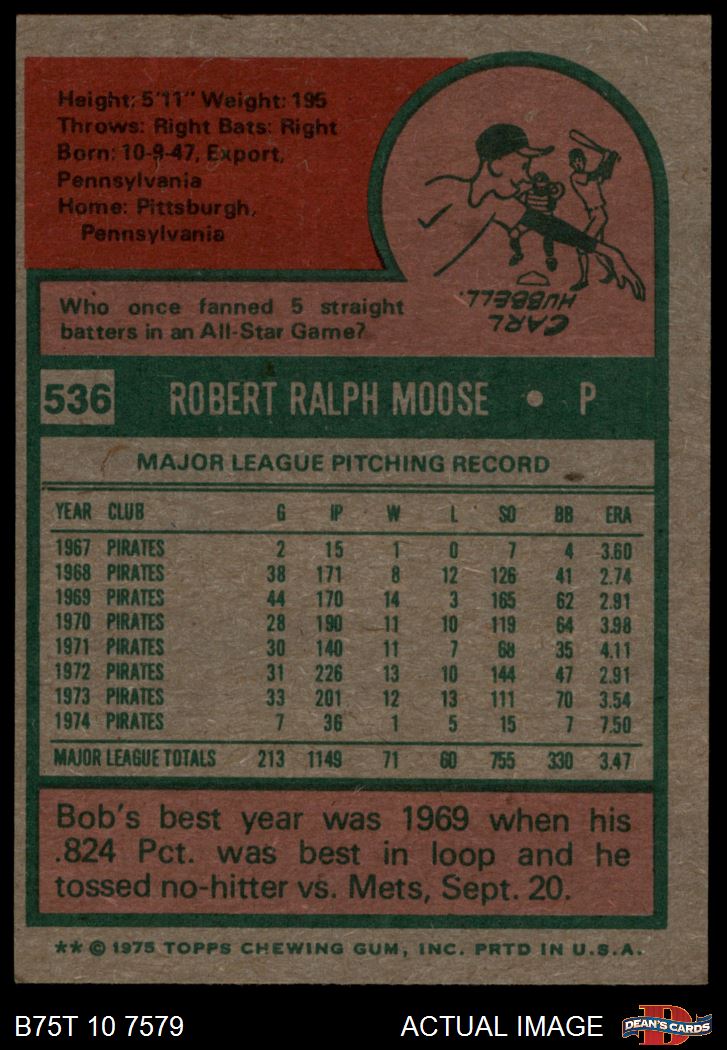 Height: 5'11" Weight: 195
Throws: Right Bats: Right
Born: 10-9-47, Export,
Pennsylvania
Home: Pittsburgh,
Pennsylvania
Who once fanned 5 straight
batters in an All-Star Game?
CARL
HUBBELL.
536 ROBERT RALPH MOOSE • P
MAJOR LEAGUE PITCHING RECORD
YEAR CLUB G IP W L SO BB ERA
1967 PIRATES 2 15 1 0 7 4 3.60
1968 PIRATES 38 171 8 12 126 41 2.74
1969 PIRATES 44 170 14 3 165 62 2.91
1970 PIRATES 28 190 11 10 119 64 3.98
1971 PIRATES 30 140 11 7 68 35 4.11
1972 PIRATES 31 226 13 10 144 47 2.91
1973 PIRATES 33 201 12 13 111 70 3.54
1974 PIRATES 7 36 1 5 15 7 7.50
MAJOR LEAGUE TOTALS 213 1149 71 60 755 330 3.47
Bob's best year was 1969 when his
.824 Pct. was best in loop and he
tossed no-hitter vs. Mets, Sept. 20.
** © 1975 TOPPS CHEWING GUM, INC. PRTD IN U.S.A.
B75T 10 7579 ACTUAL IMAGE D DEAN'S CARDS